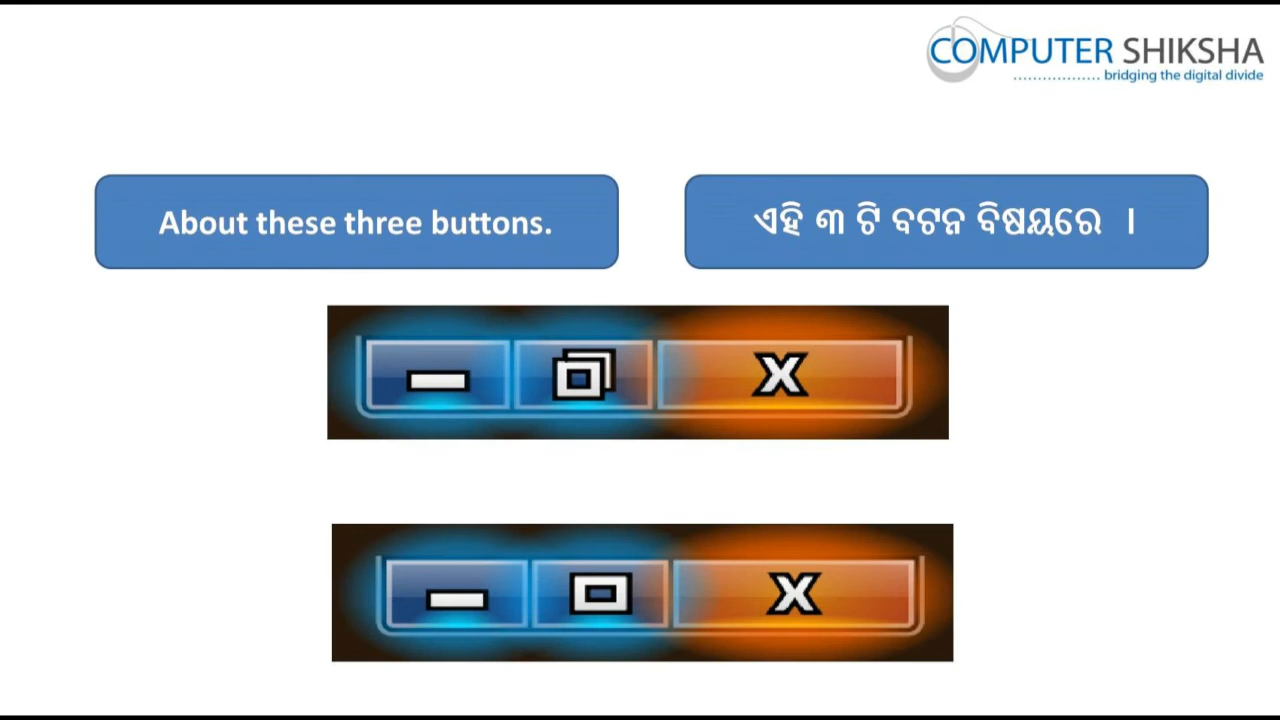 COMPUTER SHIKSHA
bridging the digital divide
About these three buttons.
ଏହି ୩ ଟି ବଟନ ବିଷୟରେ ।